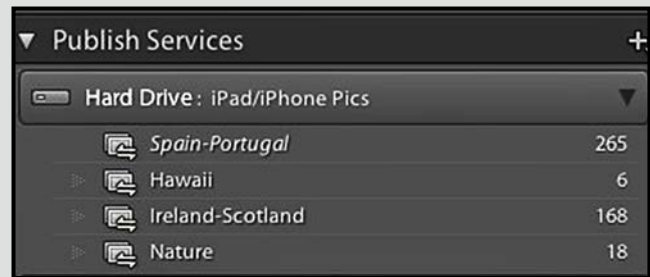 Publish Services
Hard Drive: iPad/iPhone Pics
Spain-Portugal 265
Hawaii 6
Ireland-Scotland 168
Nature 18